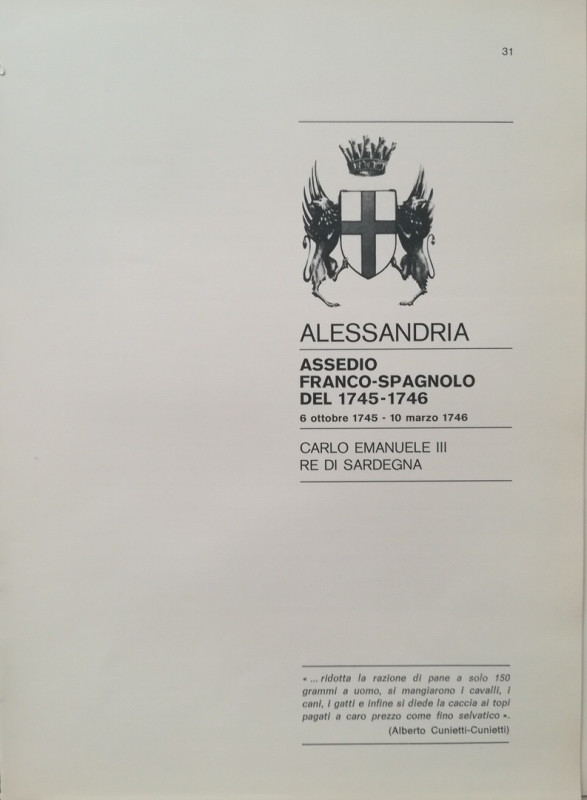 31
ALESSANDRIA
ASSEDIO
FRANCO-SPAGNOLO
DEL 1745-1746
6 ottobre 1745 - 10 marzo 1746
CARLO EMANUELE III
RE DI SARDEGNA
« ... ridotta la razione di pane a solo 150
grammi a uomo, si mangiarono i cavalli, i
cani, i gatti e infine si diede la caccia ai topi
pagati a caro prezzo come fino selvatico ».
(Alberto Cunietti-Cunietti)